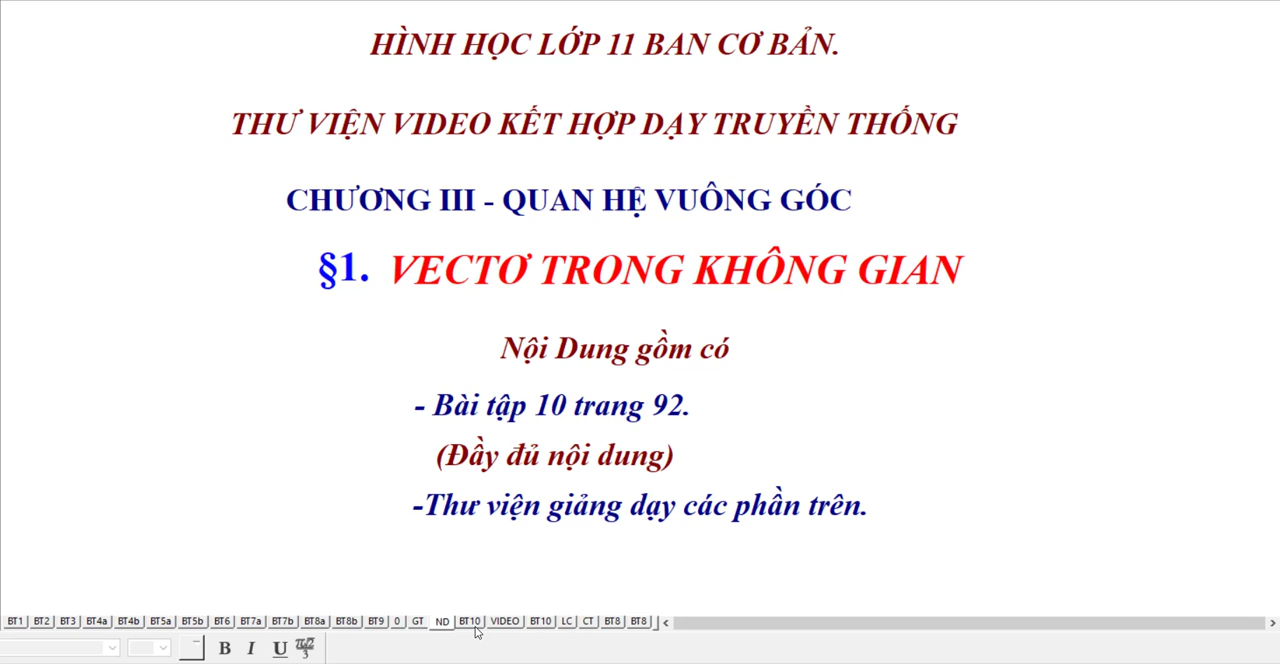 HÌNH HỌC LỚP 11 BAN CƠ BẢN.
THƯ VIỆN VIDEO KẾT HỢP DẠY TRUYỀN THỐNG
CHƯƠNG III - QUAN HỆ VUÔNG GÓC
§1. VECTƠ TRONG KHÔNG GIAN
Nội Dung gồm có
- Bài tập 10 trang 92.
(Đầy đủ nội dung)
-Thư viện giảng dạy các phần trên.
BT1 BT2 BT3 BT4a BT4b BT5a BT5b BT6 BT7a BT7b BT8a BT8b BT9 0 GT ND BT10 VIDEO BT10 LC CT BT8 BT8
B I U π√2/3